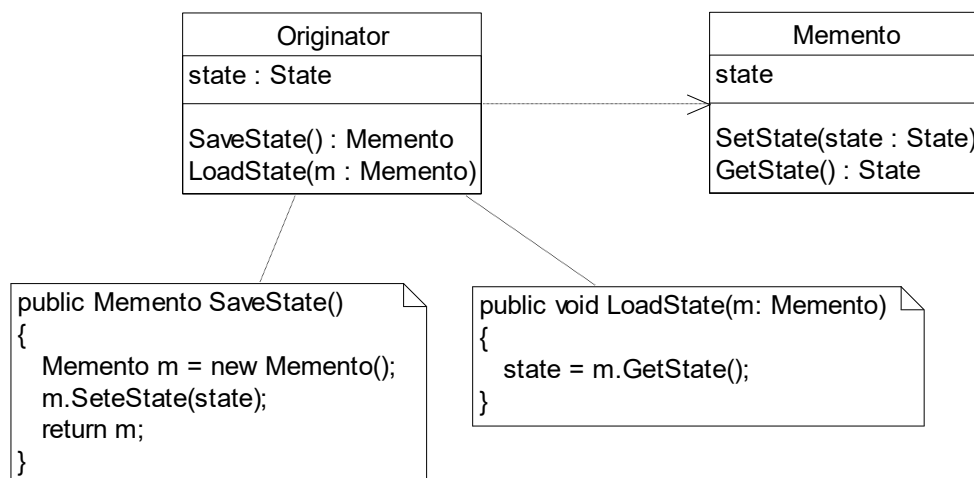 Originator
state : State
SaveState() : Memento
LoadState(m : Memento)
Memento
state
SetState(state : State)
GetState() : State
public Memento SaveState()
{
Memento m = new Memento();
m.SeteState(state);
return m;
}
public void LoadState(m: Memento)
{
state = m.GetState();
}